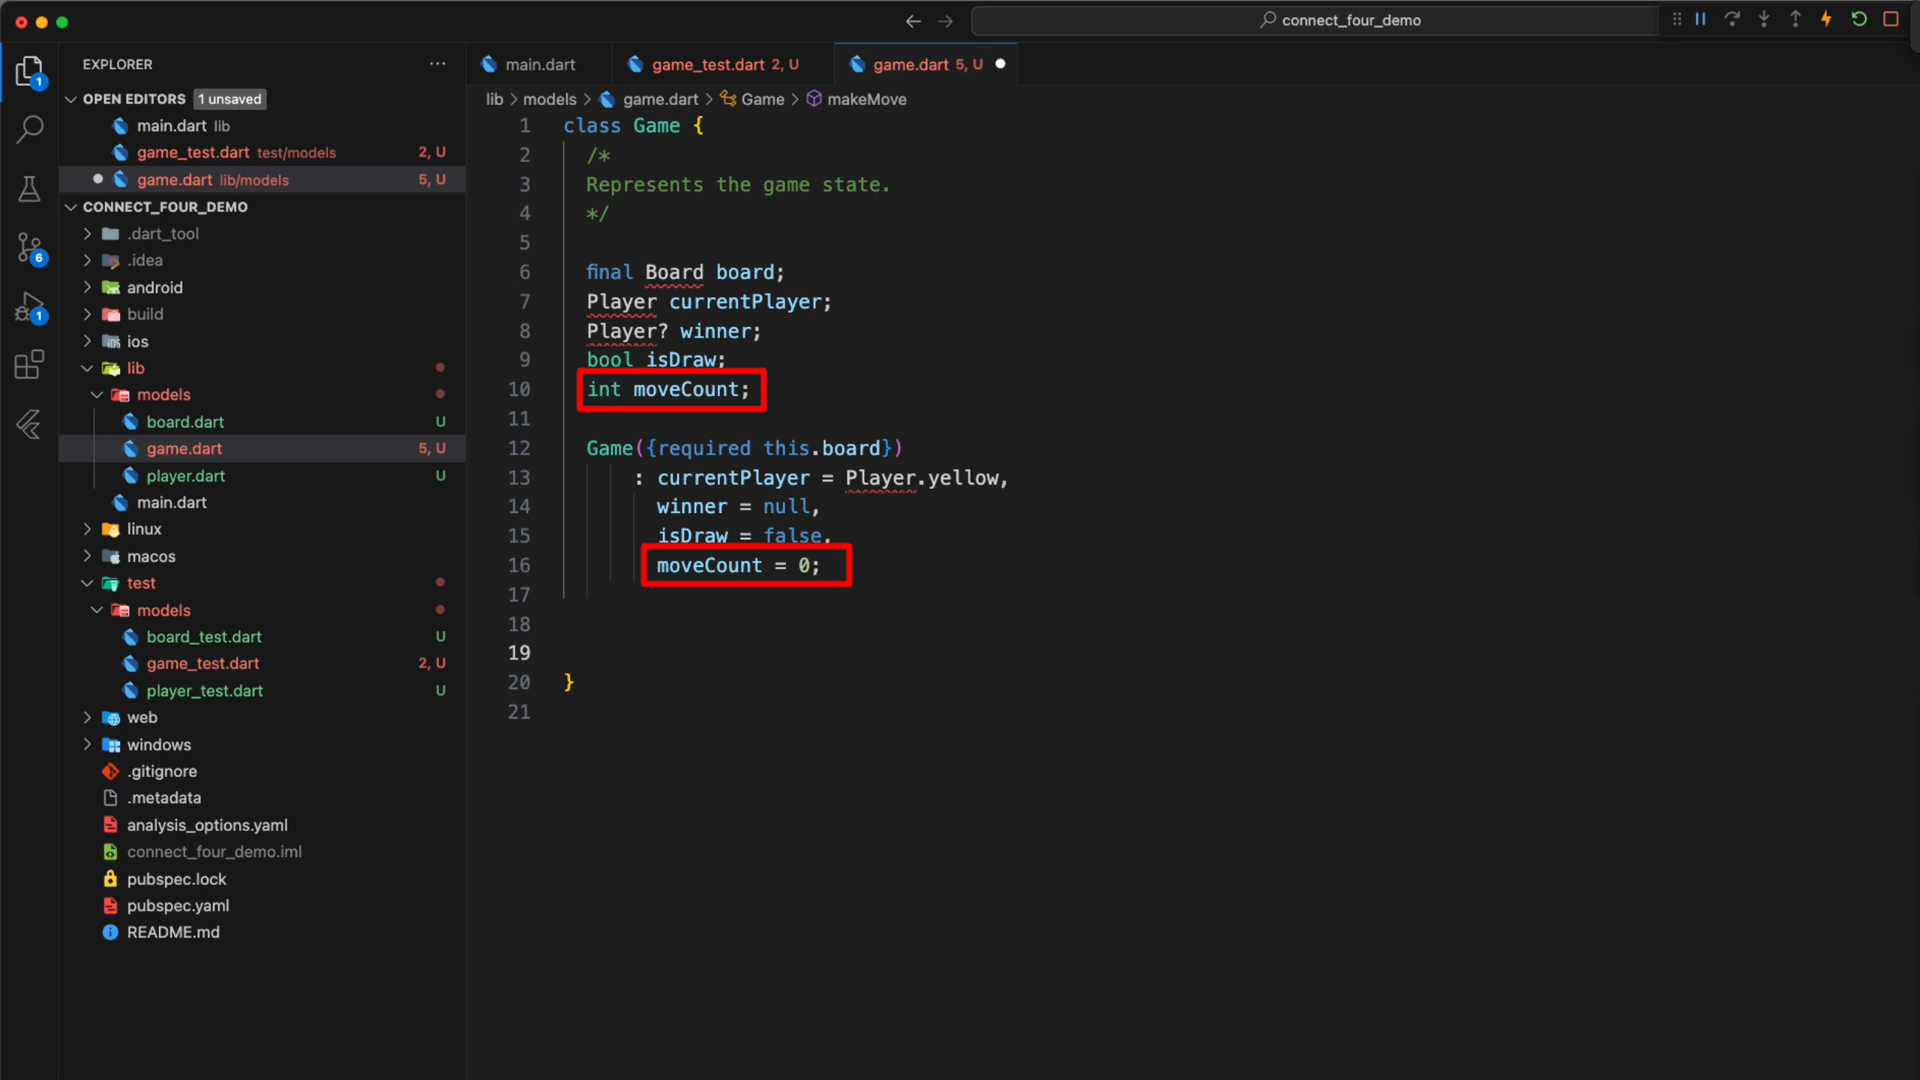 connect_four_demo
EXPLORER
OPEN EDITORS 1 unsaved
main.dart lib
game_test.dart test/models 2, U
game.dart lib/models 5, U
CONNECT_FOUR_DEMO
.dart_tool
.idea
android
build
ios
lib
models
board.dart U
game.dart 5, U
player.dart U
main.dart
linux
macos
test
models
board_test.dart U
game_test.dart 2, U
player_test.dart U
web
windows
.gitignore
.metadata
analysis_options.yaml
connect_four_demo.iml
pubspec.lock
pubspec.yaml
README.md
1
6
1
main.dart game_test.dart 2, U game.dart 5, U
lib > models > game.dart > Game > makeMove
1 class Game {
2 /*
3 Represents the game state.
4 */
5
6 final Board board;
7 Player currentPlayer;
8 Player? winner;
9 bool isDraw;
10 int moveCount;
11
12 Game({required this.board})
13 : currentPlayer = Player.yellow,
14 winner = null,
15 isDraw = false,
16 moveCount = 0;
17
18
19
20 }
21